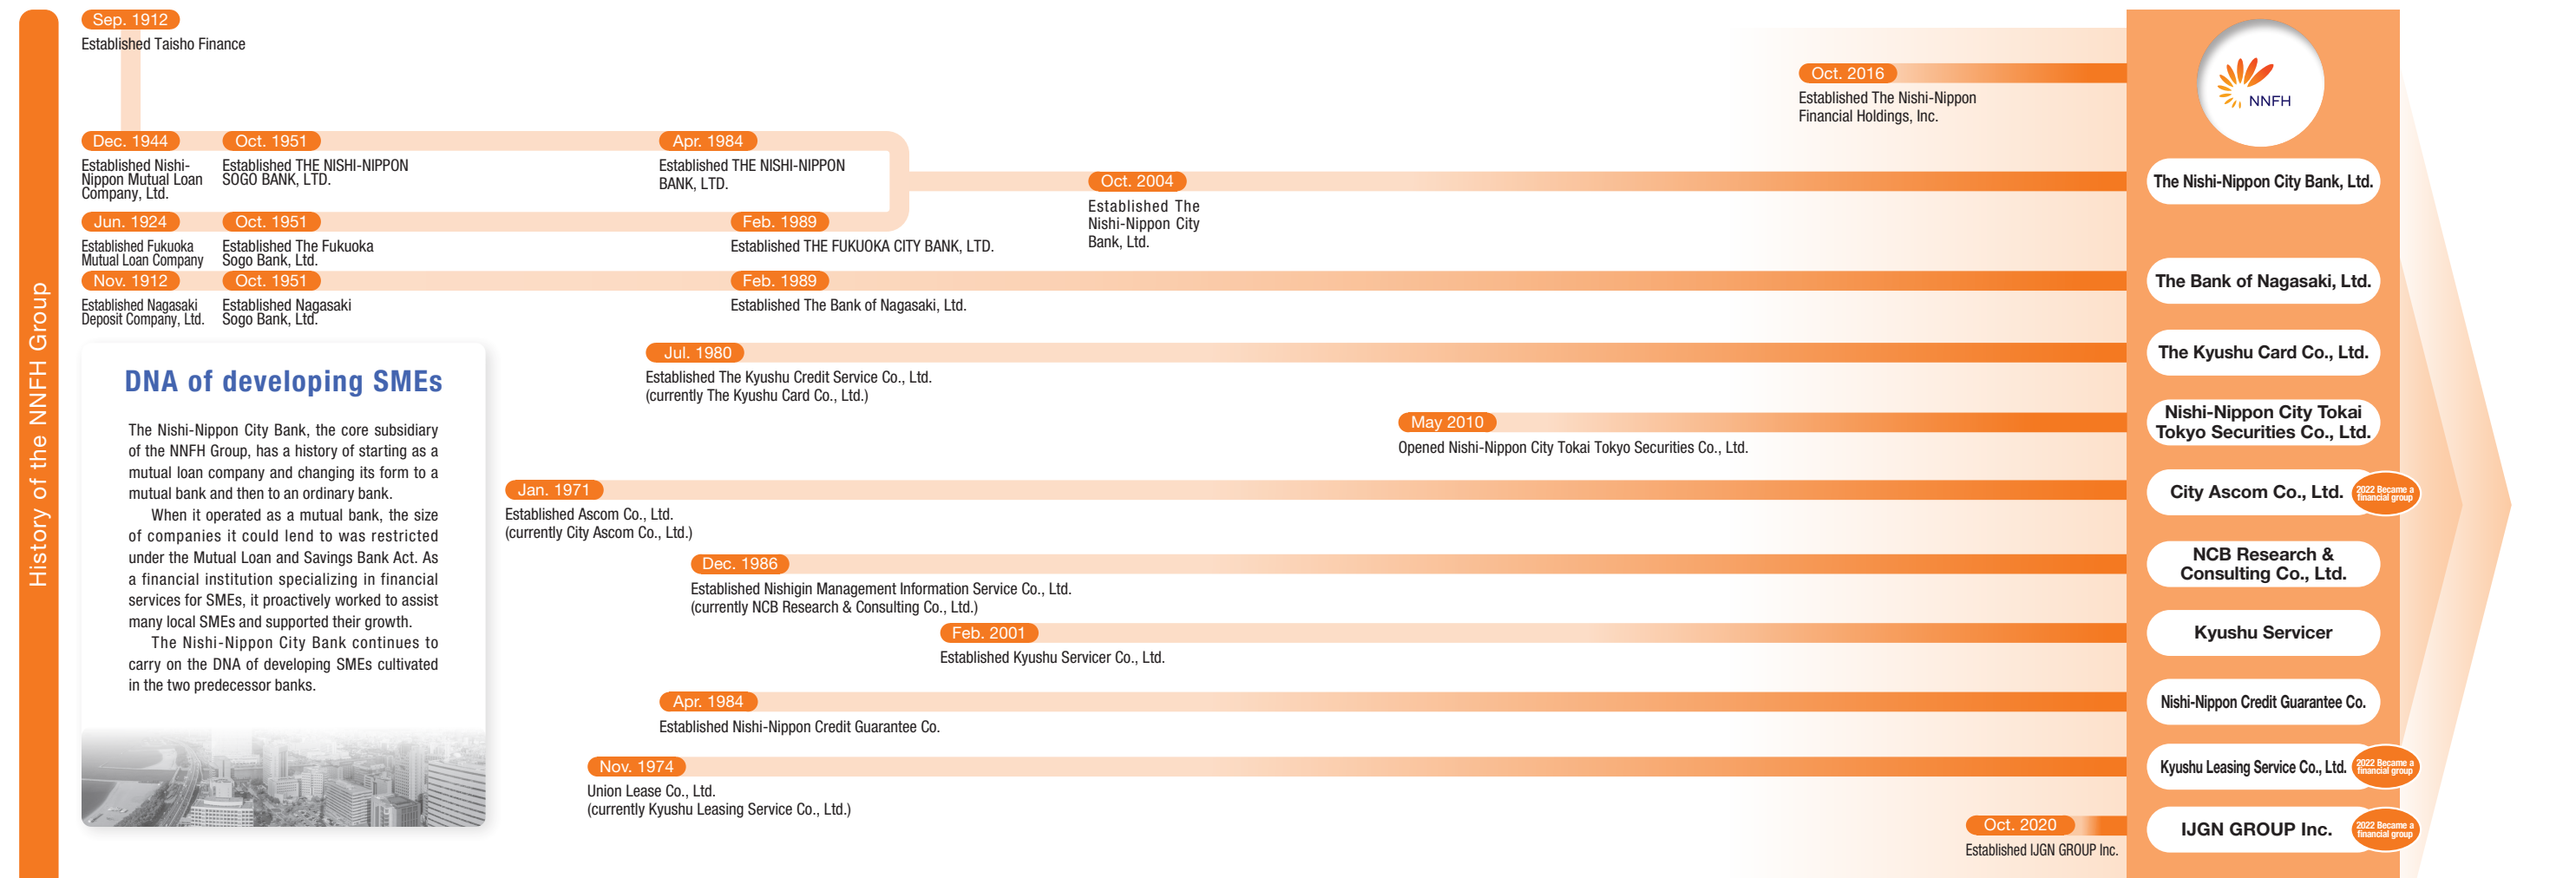 History of the NNFH Group
Sep. 1912
Established Taisho Finance
Oct. 2016
Established The Nishi-Nippon
Financial Holdings, Inc.
NNFH
Dec. 1944
Established Nishi-
Nippon Mutual Loan
Company, Ltd.
Oct. 1951
Established THE NISHI-NIPPON
SOGO BANK, LTD.
Apr. 1984
Established THE NISHI-NIPPON
BANK, LTD.
Oct. 2004
Established The
Nishi-Nippon City
Bank, Ltd.
The Nishi-Nippon City Bank, Ltd.
Jun. 1924
Established Fukuoka
Mutual Loan Company
Oct. 1951
Established The Fukuoka
Sogo Bank, Ltd.
Feb. 1989
Established THE FUKUOKA CITY BANK, LTD.
Nov. 1912
Established Nagasaki
Deposit Company, Ltd.
Oct. 1951
Established Nagasaki
Sogo Bank, Ltd.
Feb. 1989
Established The Bank of Nagasaki, Ltd.
The Bank of Nagasaki, Ltd.
DNA of developing SMEs
The Nishi-Nippon City Bank, the core subsidiary
of the NNFH Group, has a history of starting as a
mutual loan company and changing its form to a
mutual bank and then to an ordinary bank.
When it operated as a mutual bank, the size
of companies it could lend to was restricted
under the Mutual Loan and Savings Bank Act. As
a financial institution specializing in financial
services for SMEs, it proactively worked to assist
many local SMEs and supported their growth.
The Nishi-Nippon City Bank continues to
carry on the DNA of developing SMEs cultivated
in the two predecessor banks.
Jul. 1980
Established The Kyushu Credit Service Co., Ltd.
(currently The Kyushu Card Co., Ltd.)
The Kyushu Card Co., Ltd.
May 2010
Opened Nishi-Nippon City Tokai Tokyo Securities Co., Ltd.
Nishi-Nippon City Tokai
Tokyo Securities Co., Ltd.
Jan. 1971
Established Ascom Co., Ltd.
(currently City Ascom Co., Ltd.)
City Ascom Co., Ltd.
2022 Became a
financial group
Dec. 1986
Established Nishigin Management Information Service Co., Ltd.
(currently NCB Research & Consulting Co., Ltd.)
NCB Research &
Consulting Co., Ltd.
Feb. 2001
Established Kyushu Servicer Co., Ltd.
Kyushu Servicer
Apr. 1984
Established Nishi-Nippon Credit Guarantee Co.
Nishi-Nippon Credit Guarantee Co.
Nov. 1974
Union Lease Co., Ltd.
(currently Kyushu Leasing Service Co., Ltd.)
Kyushu Leasing Service Co., Ltd.
2022 Became a
financial group
Oct. 2020
Established IJGN GROUP Inc.
IJGN GROUP Inc.
2022 Became a
financial group